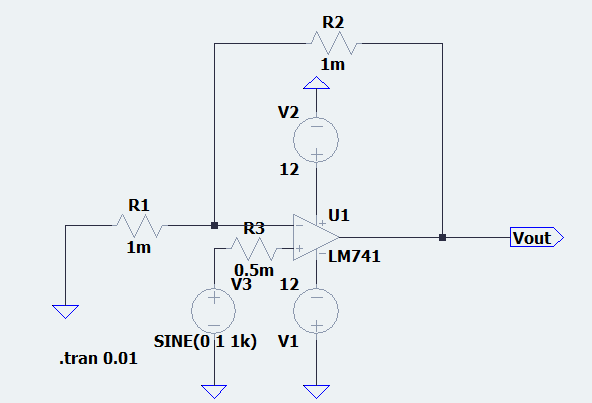 R2
1m
V2
12
R1
1m
R3
0.5m
U1
LM741
Vout
V3
SINE(0 1 1k)
12
V1
.tran 0.01